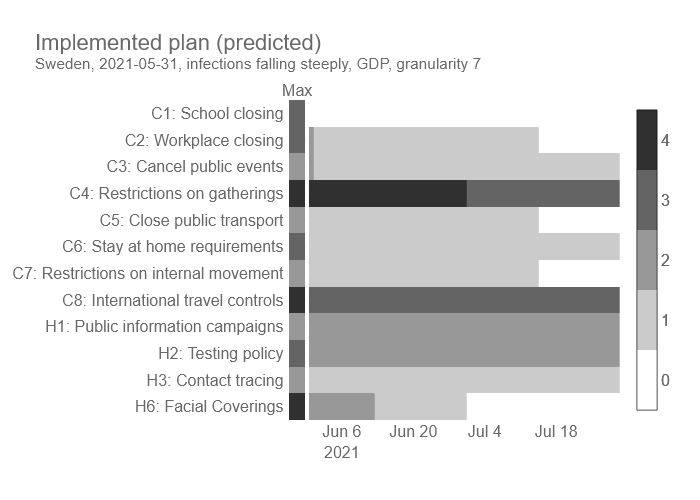 Implemented plan (predicted)
Sweden, 2021-05-31, infections falling steeply, GDP, granularity 7
Max
C1: School closing
C2: Workplace closing
C3: Cancel public events
C4: Restrictions on gatherings
C5: Close public transport
C6: Stay at home requirements
C7: Restrictions on internal movement
C8: International travel controls
H1: Public information campaigns
H2: Testing policy
H3: Contact tracing
H6: Facial Coverings
Jun 6 Jun 20 Jul 4 Jul 18
2021
4
3
2
1
0